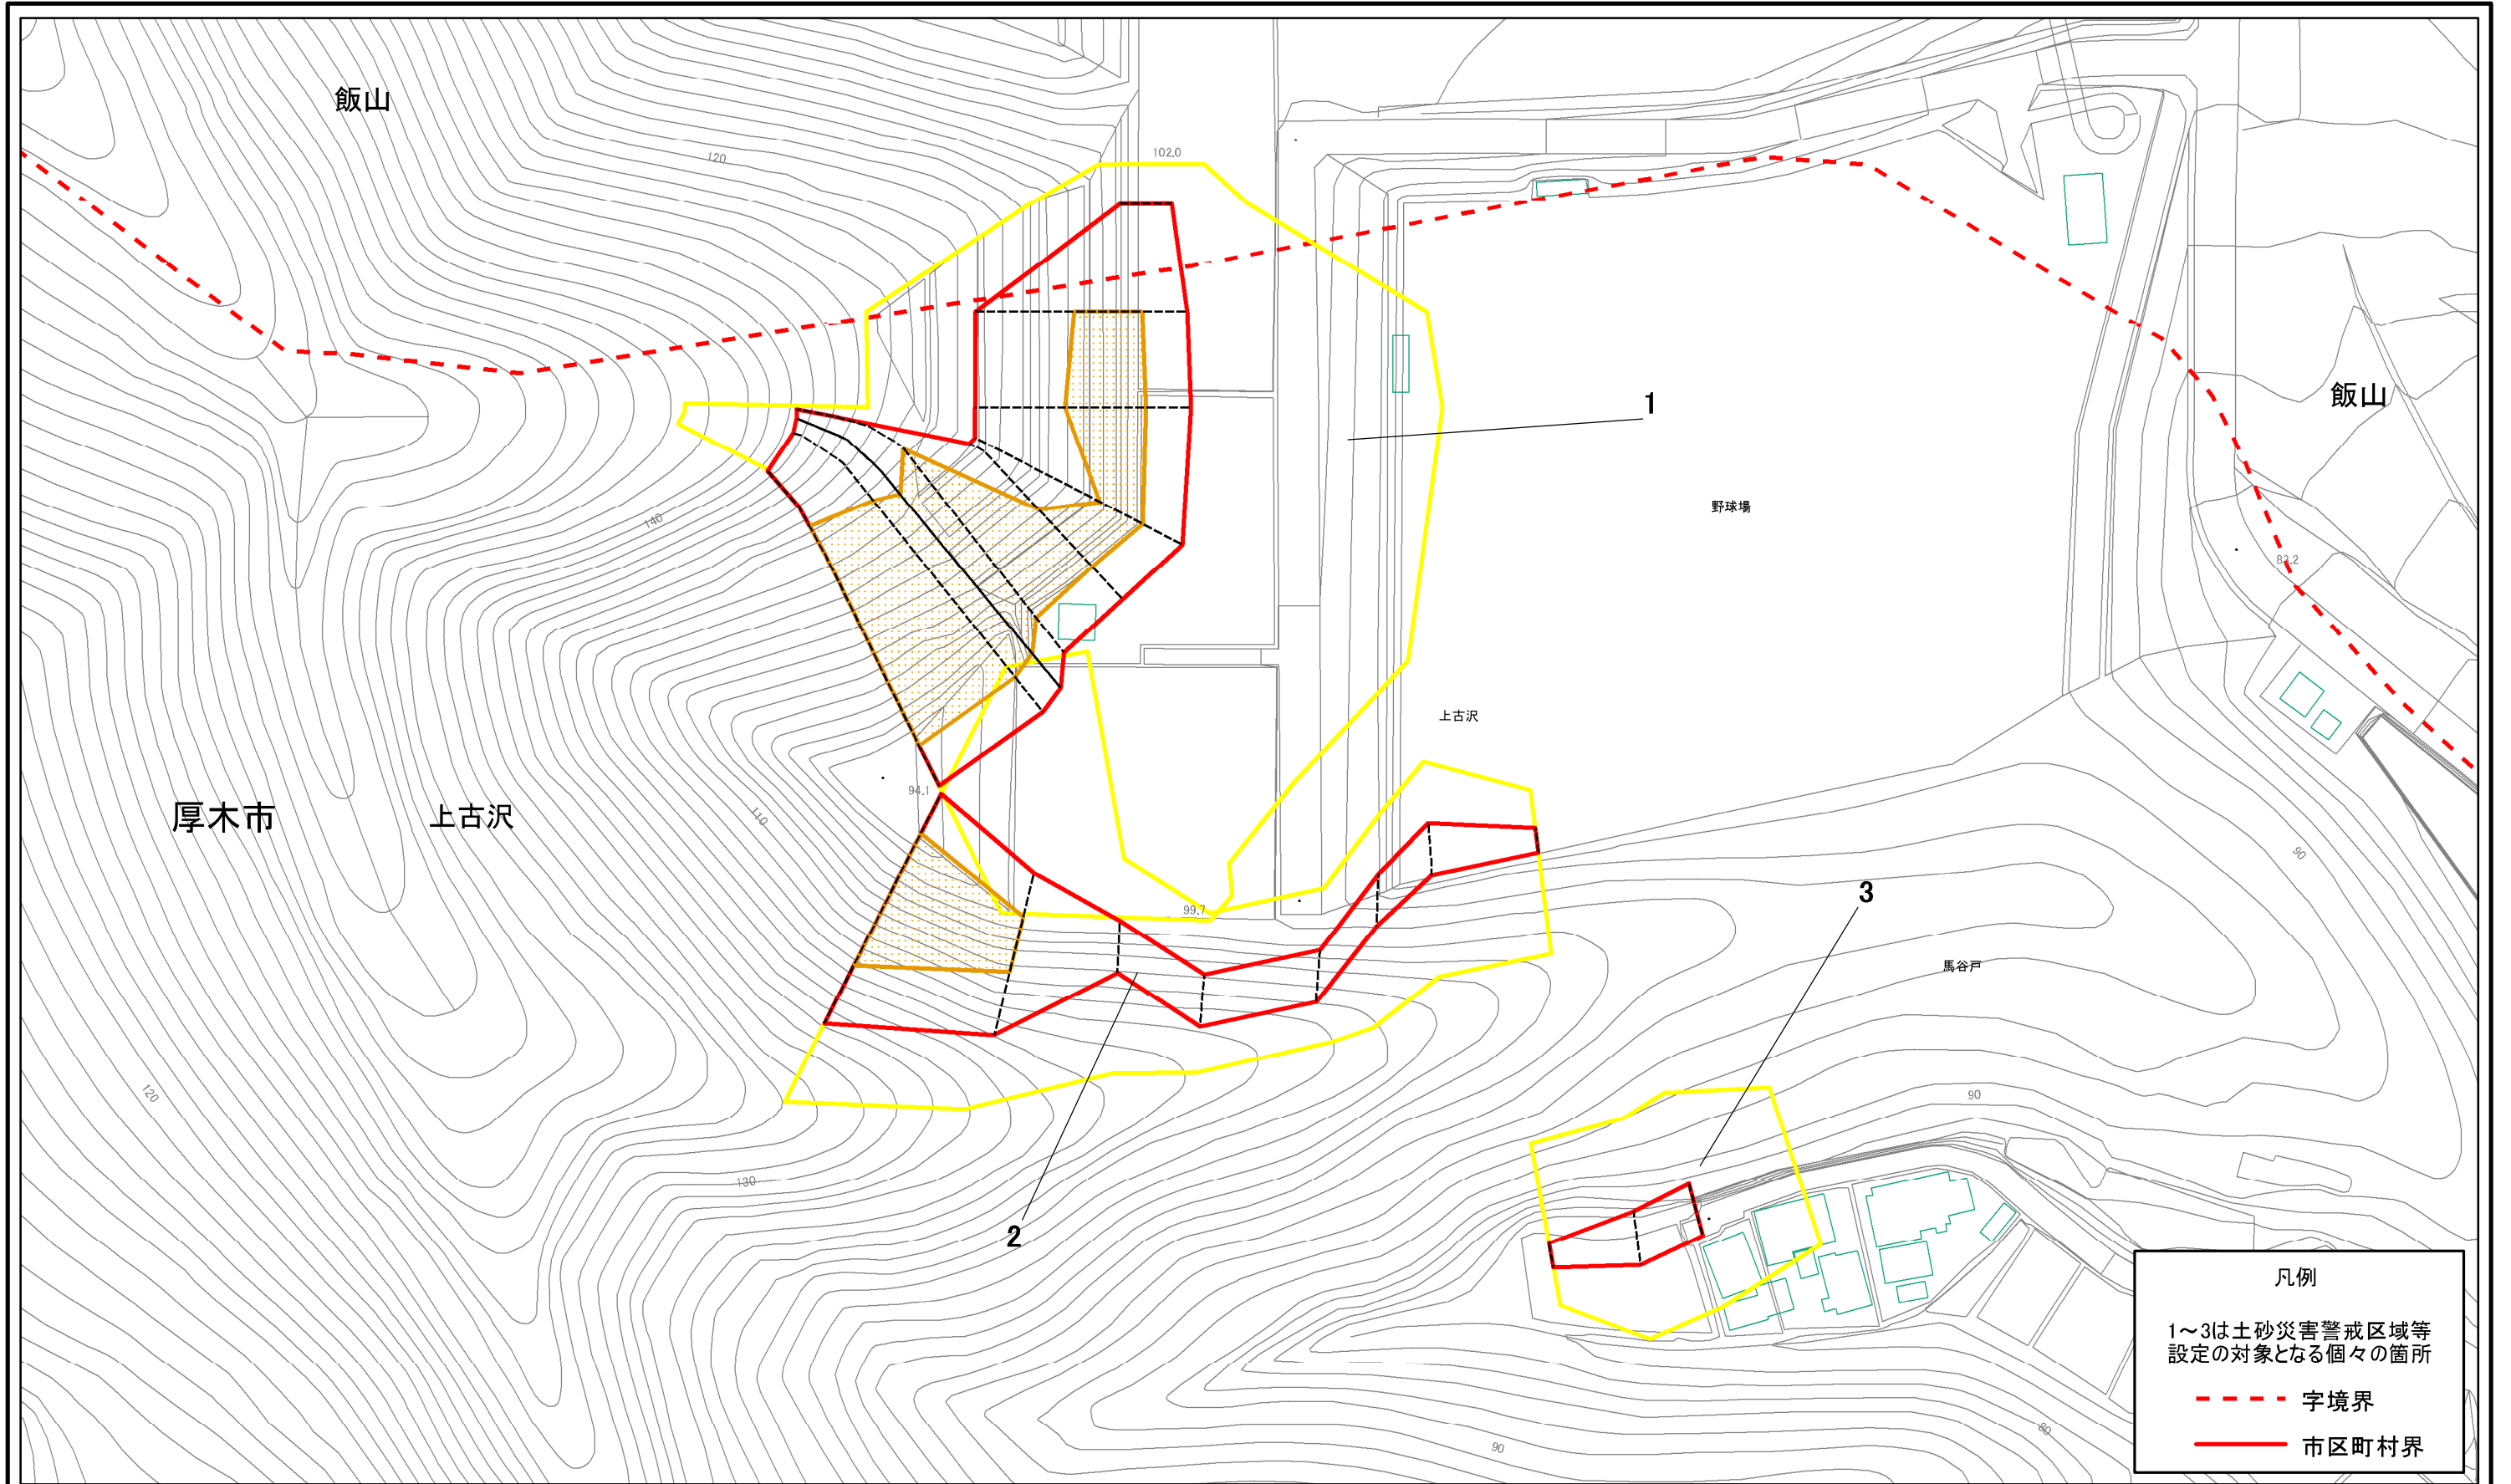 飯山
120
102.0
飯山
1
野球場
140
83.2
上古沢
94.1
厚木市
上古沢
110
90
3
99.7
馬谷戸
120
90
130
2
凡例
1～3は土砂災害警戒区域等
設定の対象となる個々の箇所
字境界
市区町村界
80
90